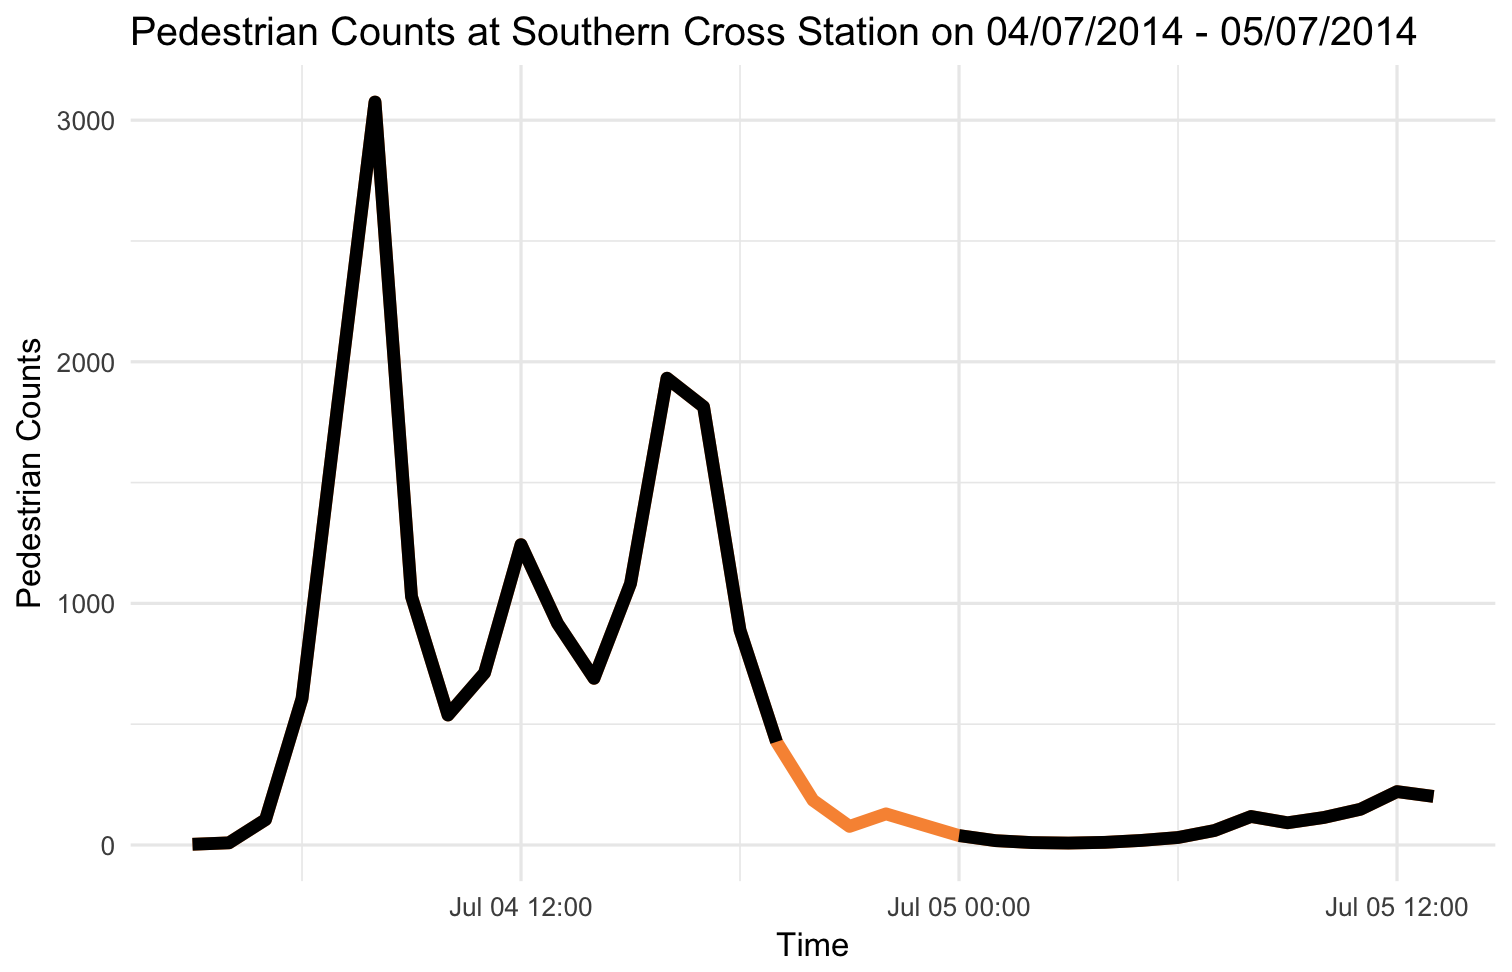 Pedestrian Counts at Southern Cross Station on 04/07/2014 - 05/07/2014
Pedestrian Counts
3000
2000
1000
0
Jul 04 12:00 Jul 05 00:00 Jul 05 12:00
Time